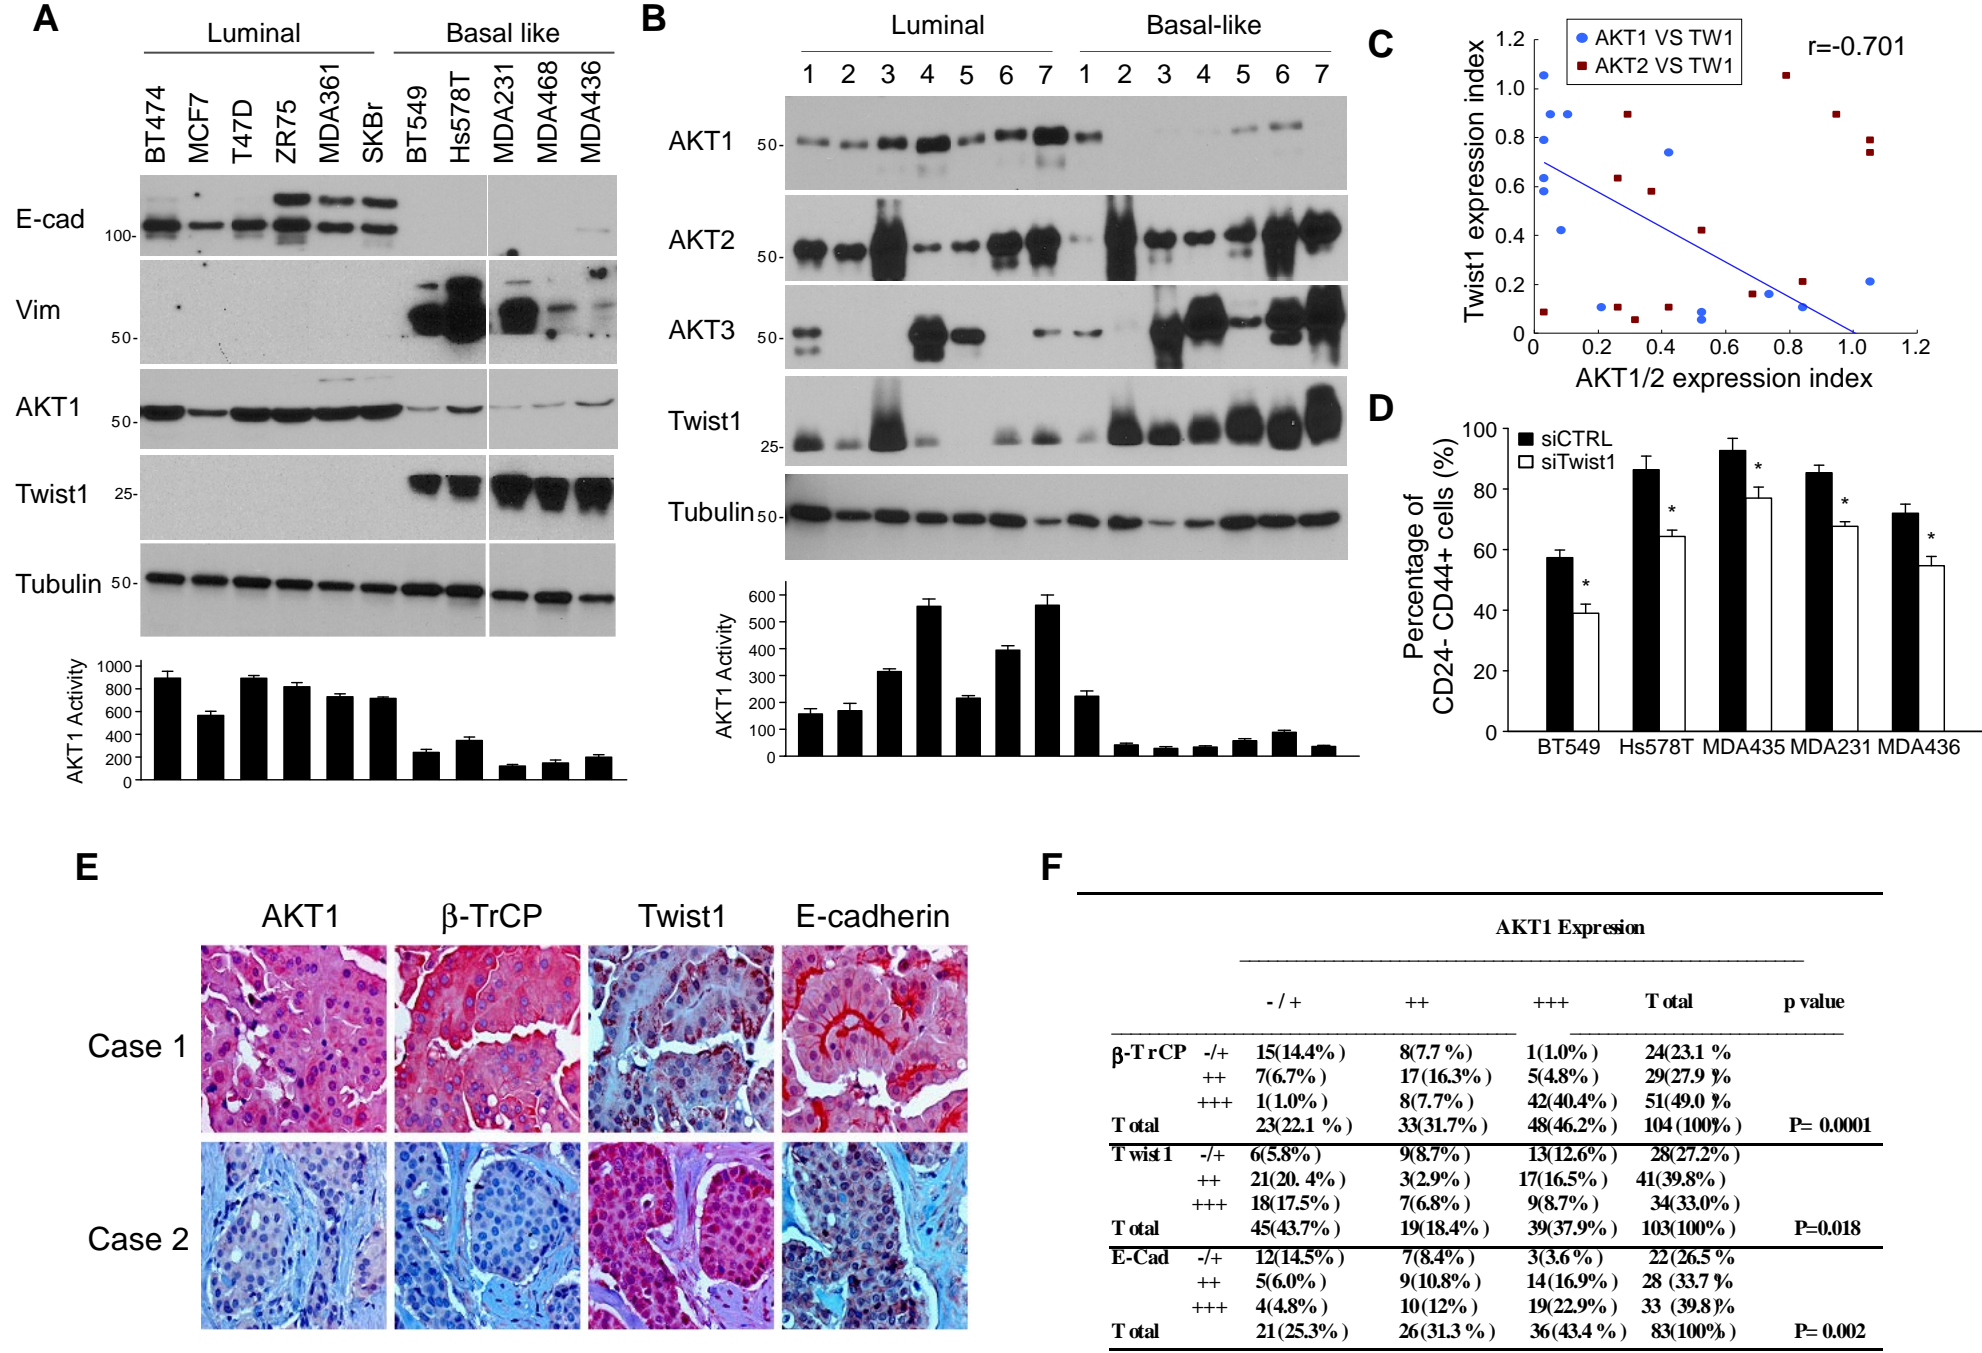 A
Luminal
Basal like
BT474
MCF7
T47D
ZR75
MDA361
SKBr
BT549
Hs578T
MDA231
MDA468
MDA436
E-cad
100-
Vim
50-
AKT1
50-
Twist1
25-
Tubulin
50-
AKT1 Activity
1000
800
600
400
200
0
B
Luminal
Basal-like
1 2 3 4 5 6 7 1 2 3 4 5 6 7
AKT1
50-
AKT2
50-
AKT3
50-
Twist1
25-
Tubulin
50-
AKT1 Activity
600
500
400
300
200
100
0
C
AKT1 VS TW1
AKT2 VS TW1
r=-0.701
Twist1 expression index
1.2
1.0
0.8
0.6
0.4
0.2
0
0 0.2 0.4 0.6 0.8 1.0 1.2
AKT1/2 expression index
D
siCTRL
siTwist1
Percentage of
CD24- CD44+ cells (%)
100
80
60
40
20
0
* * * * *
BT549 Hs578T MDA435 MDA231 MDA436
E
AKT1 β-TrCP Twist1 E-cadherin
Case 1
Case 2
F
AKT1 Expression
- / + ++ +++ Total p value
β-TrCP -/+ 15(14.4%) 8(7.7 %) 1(1.0%) 24(23.1 %
++ 7(6.7%) 17(16.3%) 5(4.8%) 29(27.9 )%
+++ 1(1.0%) 8(7.7%) 42(40.4%) 51(49.0 )%
Total 23(22.1 %) 33(31.7%) 48(46.2%) 104 (100%) P= 0.0001
Twist1 -/+ 6(5.8%) 9(8.7%) 13(12.6%) 28(27.2%)
++ 21(20. 4%) 3(2.9%) 17(16.5%) 41(39.8%)
+++ 18(17.5%) 7(6.8%) 9(8.7%) 34(33.0%)
Total 45(43.7%) 19(18.4%) 39(37.9%) 103(100%) P=0.018
E-Cad -/+ 12(14.5%) 7(8.4%) 3(3.6%) 22(26.5 %
++ 5(6.0%) 9(10.8%) 14(16.9%) 28 (33.7 )%
+++ 4(4.8%) 10(12%) 19(22.9%) 33 (39.8)%
Total 21(25.3%) 26(31.3 %) 36(43.4 %) 83(100%) P= 0.002